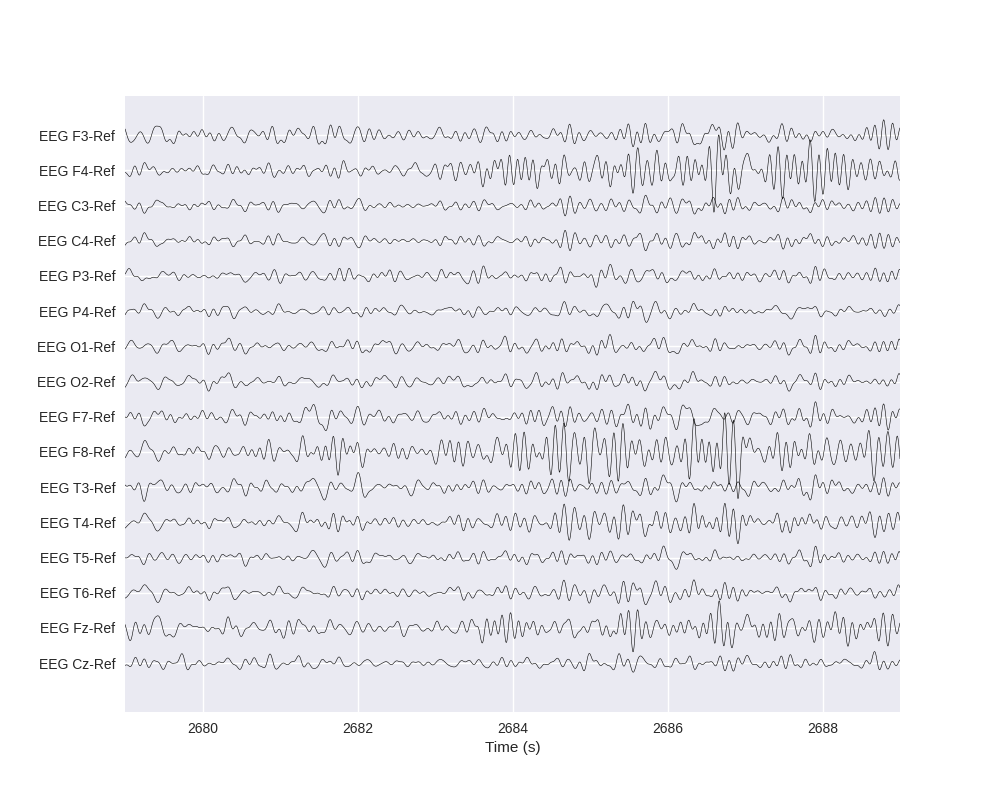 EEG F3-Ref
EEG F4-Ref
EEG C3-Ref
EEG C4-Ref
EEG P3-Ref
EEG P4-Ref
EEG O1-Ref
EEG O2-Ref
EEG F7-Ref
EEG F8-Ref
EEG T3-Ref
EEG T4-Ref
EEG T5-Ref
EEG T6-Ref
EEG Fz-Ref
EEG Cz-Ref
2680 2682 2684 2686 2688
Time (s)